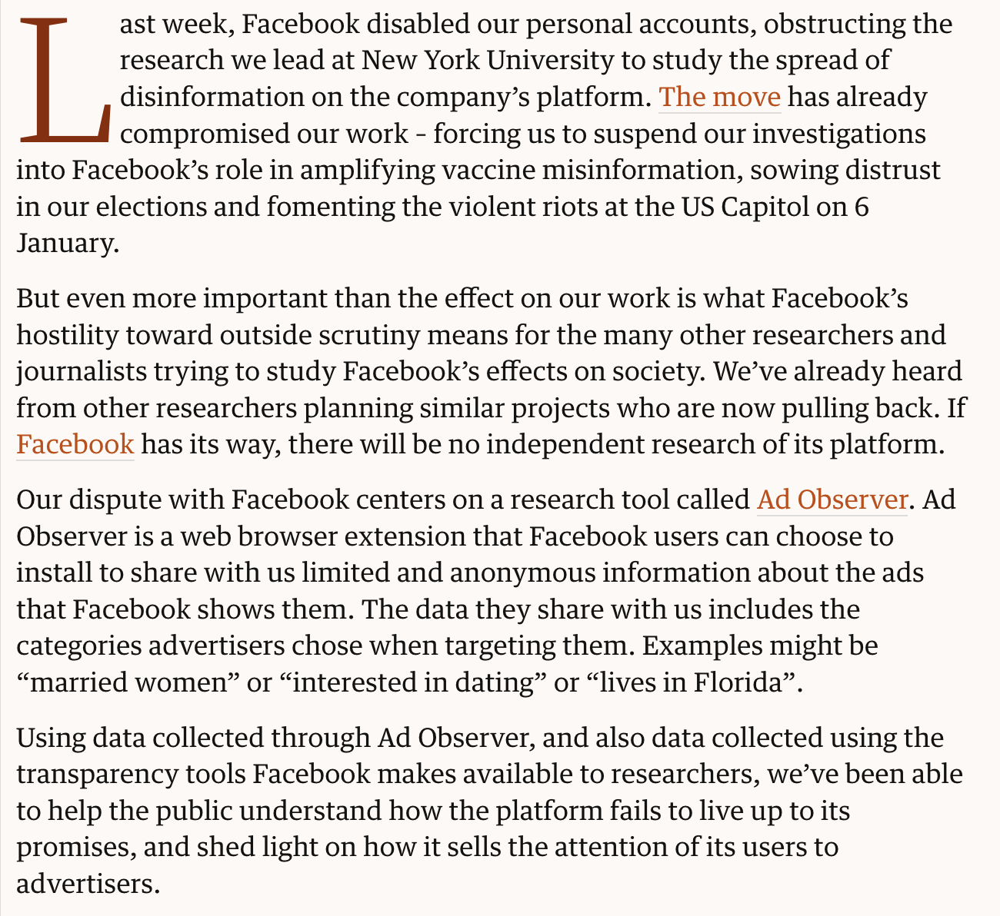 Last week, Facebook disabled our personal accounts, obstructing the
research we lead at New York University to study the spread of
disinformation on the company’s platform. The move has already
compromised our work – forcing us to suspend our investigations
into Facebook’s role in amplifying vaccine misinformation, sowing distrust
in our elections and fomenting the violent riots at the US Capitol on 6
January.
But even more important than the effect on our work is what Facebook’s
hostility toward outside scrutiny means for the many other researchers and
journalists trying to study Facebook’s effects on society. We’ve already heard
from other researchers planning similar projects who are now pulling back. If
Facebook has its way, there will be no independent research of its platform.
Our dispute with Facebook centers on a research tool called Ad Observer. Ad
Observer is a web browser extension that Facebook users can choose to
install to share with us limited and anonymous information about the ads
that Facebook shows them. The data they share with us includes the
categories advertisers chose when targeting them. Examples might be
“married women” or “interested in dating” or “lives in Florida”.
Using data collected through Ad Observer, and also data collected using the
transparency tools Facebook makes available to researchers, we’ve been able
to help the public understand how the platform fails to live up to its
promises, and shed light on how it sells the attention of its users to
advertisers.